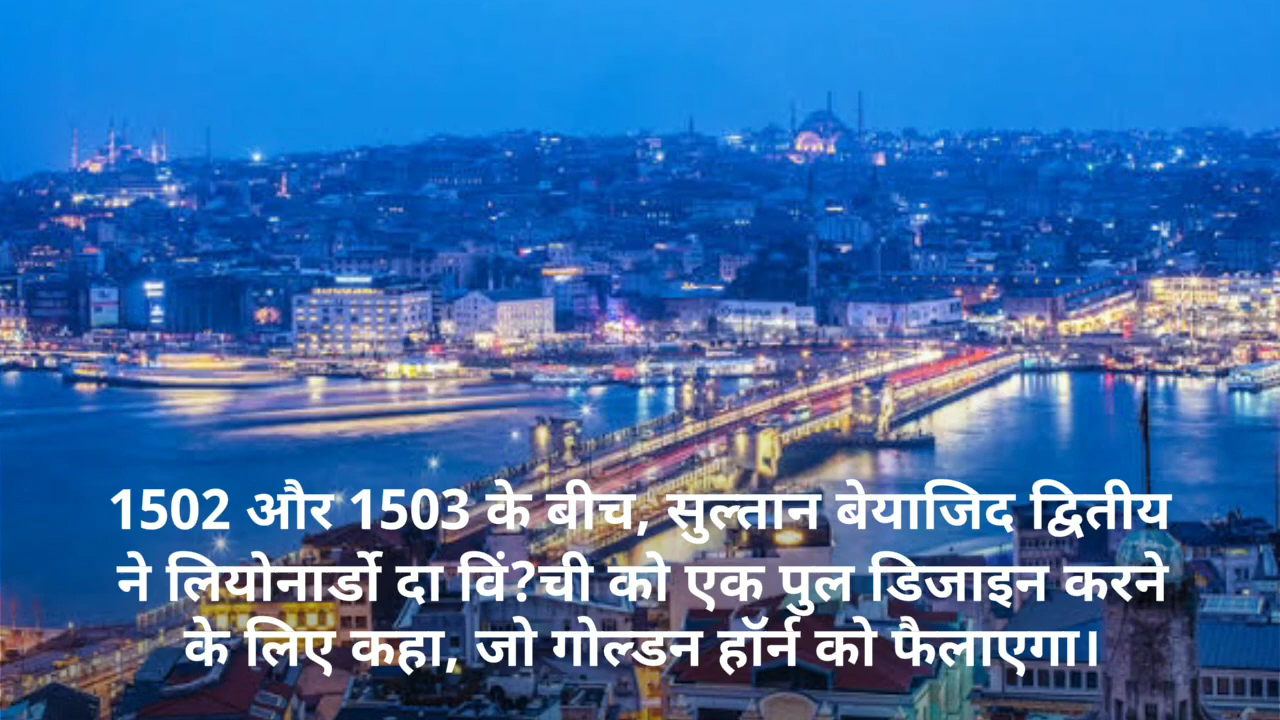 1502 और 1503 के बीच, सुल्तान बेयाजिद द्वितीय
ने लियोनार्डो दा विं?ची को एक पुल डिजाइन करने
के लिए कहा, जो गोल्डन हॉर्न को फैलाएगा।